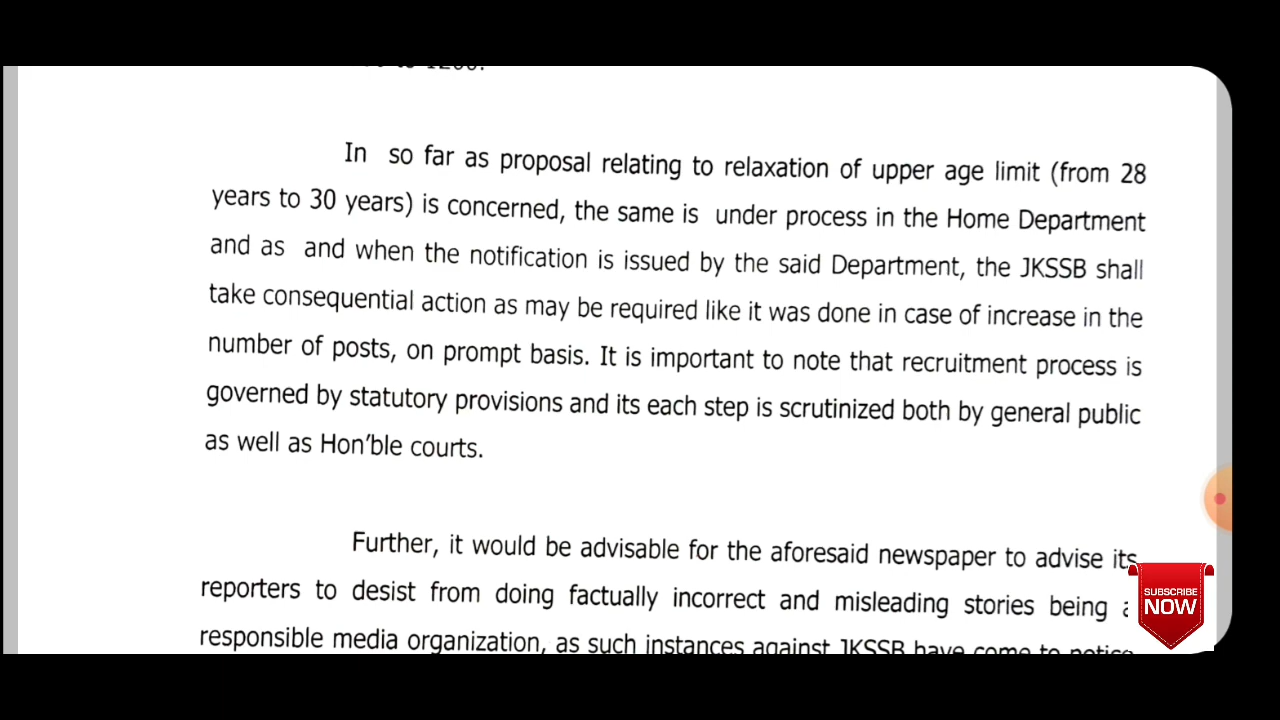 to 1200.
In so far as proposal relating to relaxation of upper age limit (from 28
years to 30 years) is concerned, the same is under process in the Home Department
and as and when the notification is issued by the said Department, the JKSSB shall
take consequential action as may be required like it was done in case of increase in the
number of posts, on prompt basis. It is important to note that recruitment process is
governed by statutory provisions and its each step is scrutinized both by general public
as well as Hon'ble courts.
Further, it would be advisable for the aforesaid newspaper to advise its
reporters to desist from doing factually incorrect and misleading stories being a
responsible media organization, as such instances against JKSSB have come to notice
SUBSCRIBE
NOW